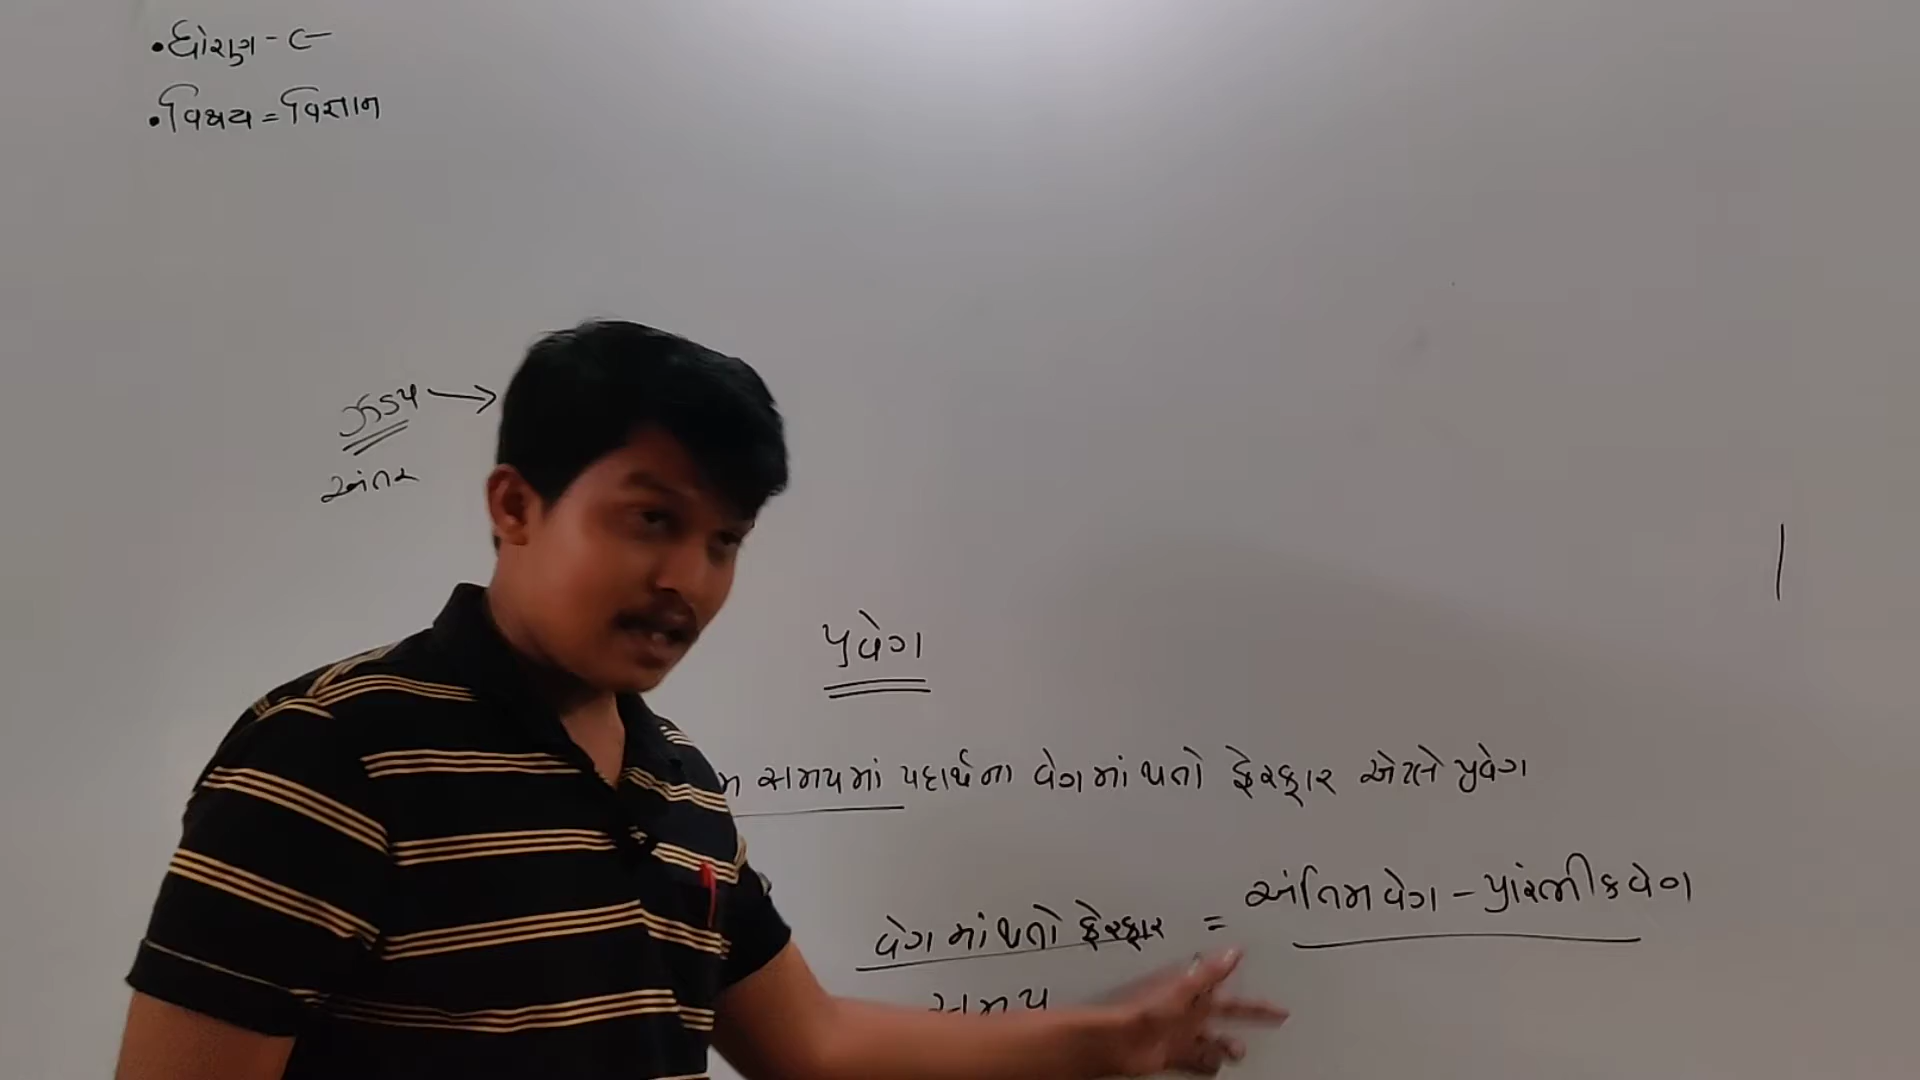 • ધોરણ - ૯
• વિષય = વિજ્ઞાન
ઝડપ →
અંતર
પ્રવેગ
સમયમાં પદાર્થના વેગમાં થતો ફેરફાર એટલે પ્રવેગ
વેગમાં થતો ફેરફાર = અંતિમ વેગ - પ્રારંભીક વેગ
સમય